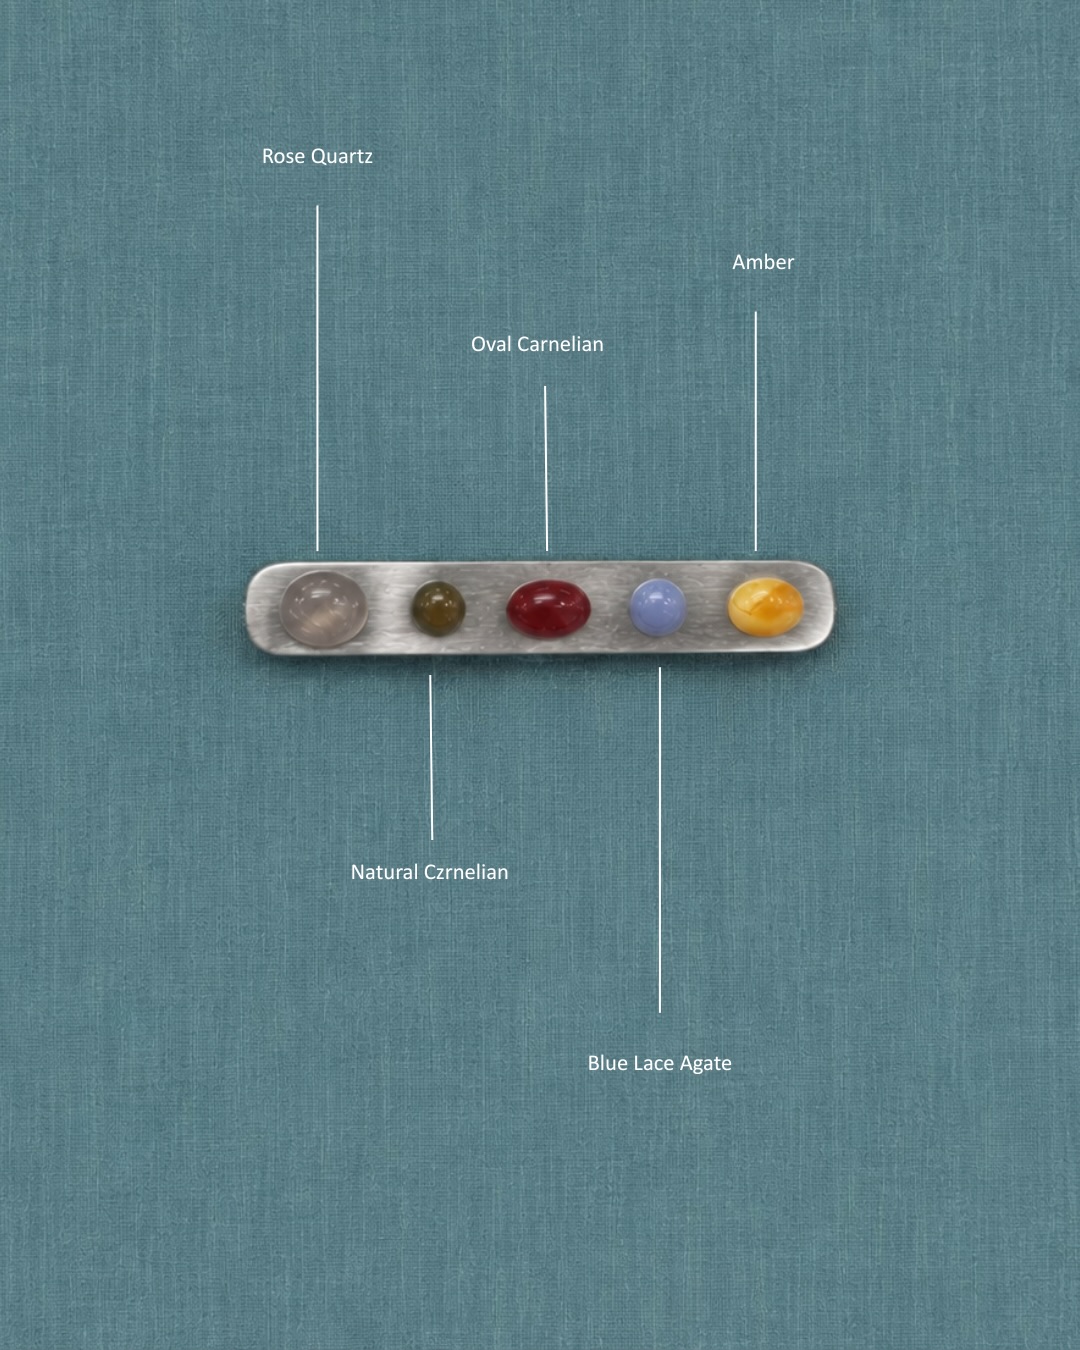 Rose Quartz
Amber
Oval Carnelian
Natural Czrnelian
Blue Lace Agate